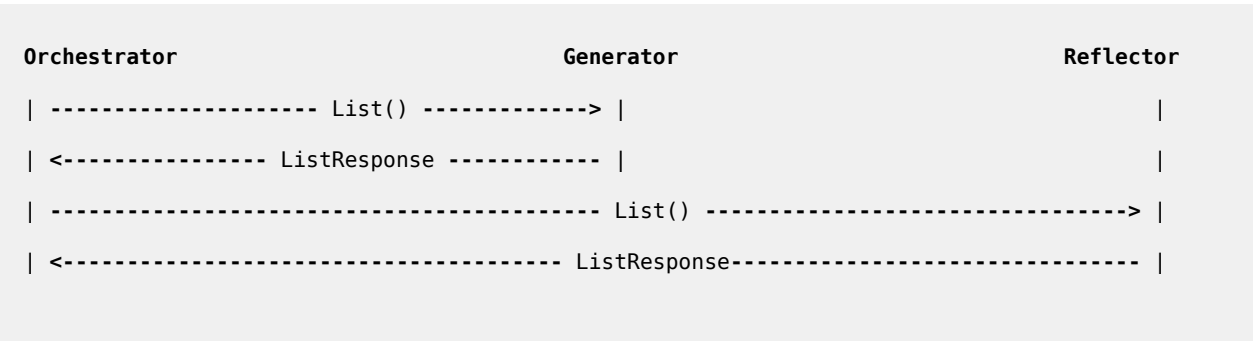 Orchestrator Generator Reflector
| --------------------- List() -------------> | |
| <---------------- ListResponse ------------ | |
| ------------------------------------------- List() ---------------------------------> |
| <--------------------------------------- ListResponse-------------------------------- |